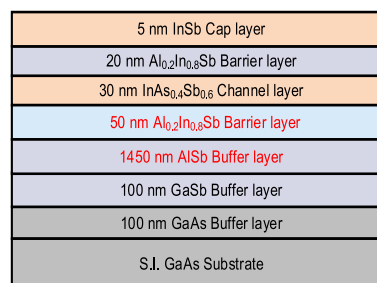 5 nm InSb Cap layer
20 nm Al₀.₂In₀.₈Sb Barrier layer
30 nm InAs₀.₄Sb₀.₆ Channel layer
50 nm Al₀.₂In₀.₈Sb Barrier layer
1450 nm AlSb Buffer layer
100 nm GaSb Buffer layer
100 nm GaAs Buffer layer
S.I. GaAs Substrate